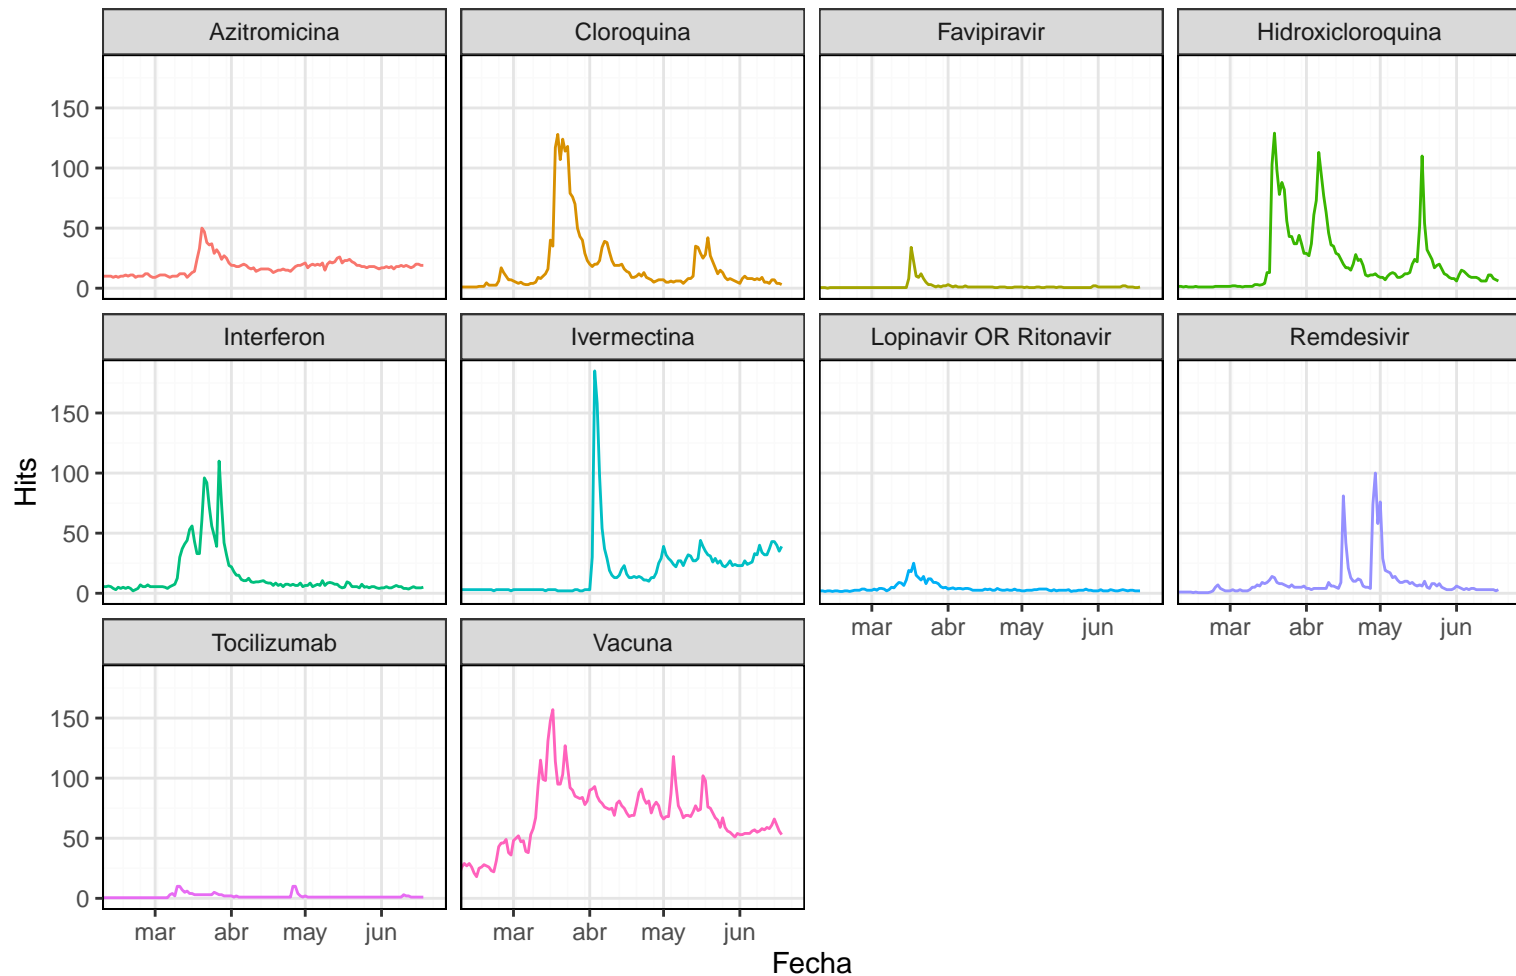 Azitromicina Cloroquina Favipiravir Hidroxicloroquina
150
100
50
0
Interferon Ivermectina Lopinavir OR Ritonavir Remdesivir
150
100
50
0
mar abr may jun mar abr may jun
Tocilizumab Vacuna
150
100
50
0
mar abr may jun mar abr may jun
Hits
Fecha